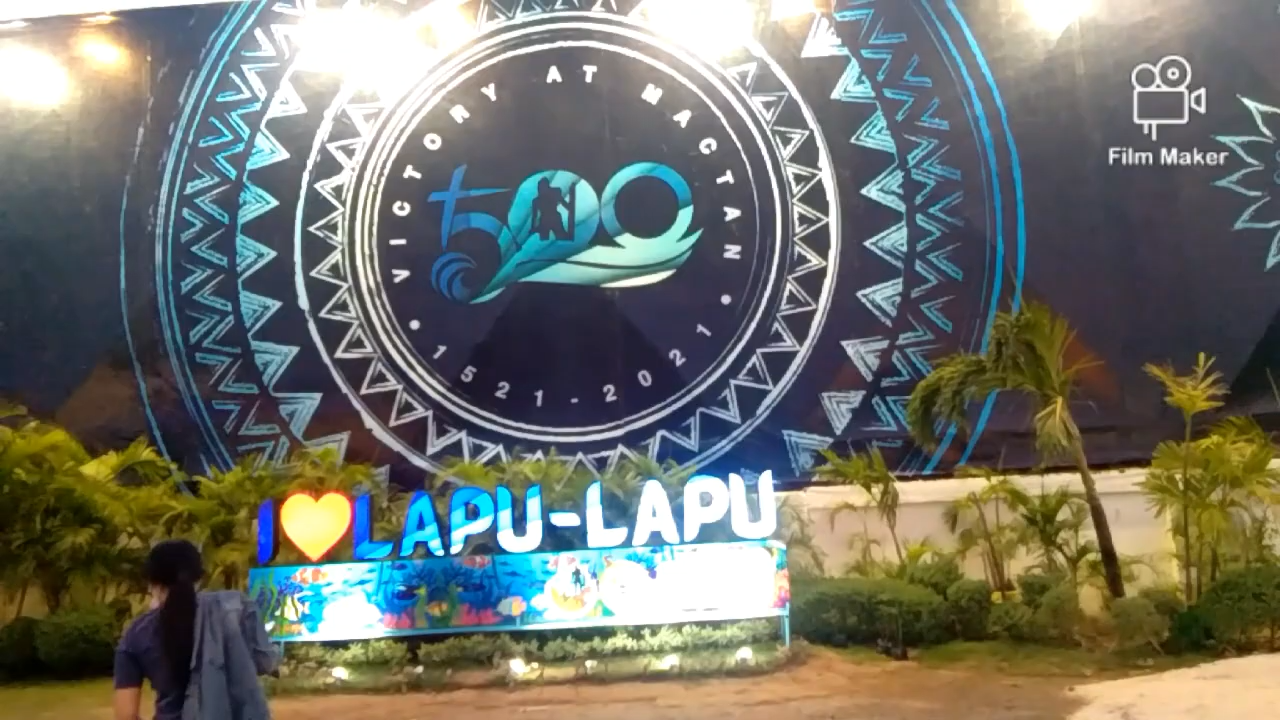 VICTORY AT MACTAN
500
1521-2021
Film Maker
I LAPU-LAPU